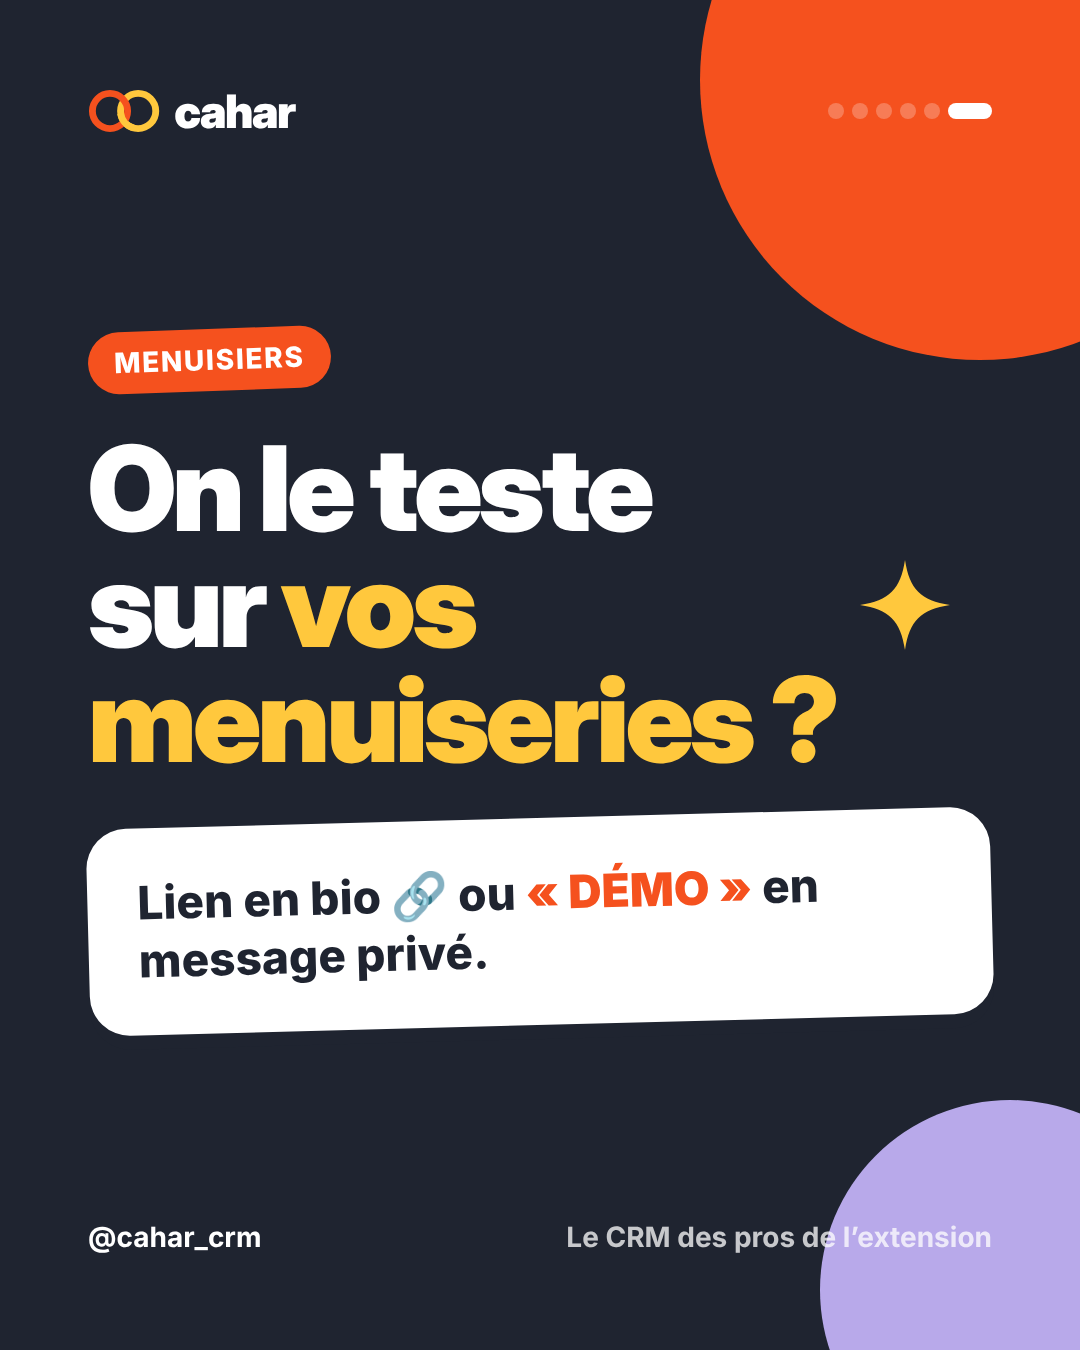 cahar
MENUISIERS
On le teste
sur vos
menuiseries ?
Lien en bio 🔗 ou « DÉMO » en
message privé.
@cahar_crm
Le CRM des pros de l’extension